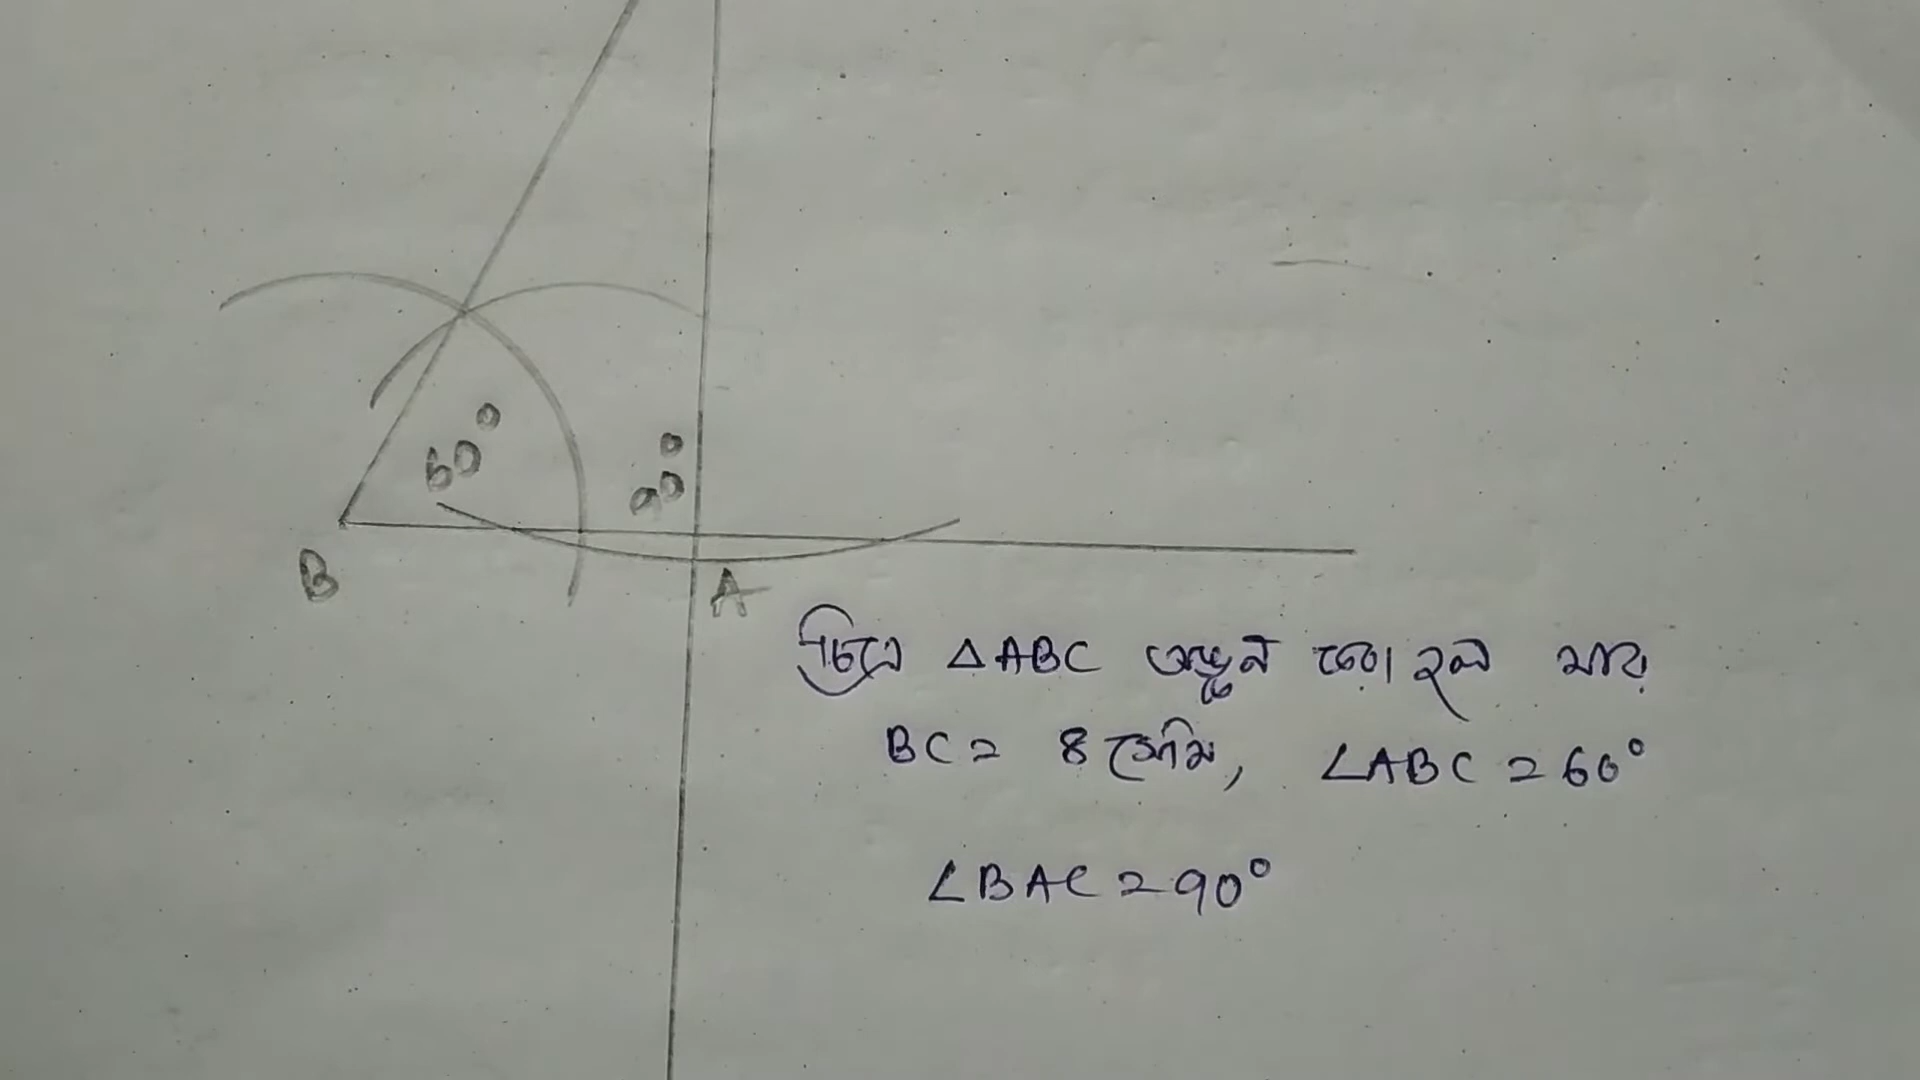 60°
90°
B
A
চিত্রে △ABC অঙ্কন করা হল যার
BC = 8 সেমি, ∠ABC = 60°
∠BAC = 90°